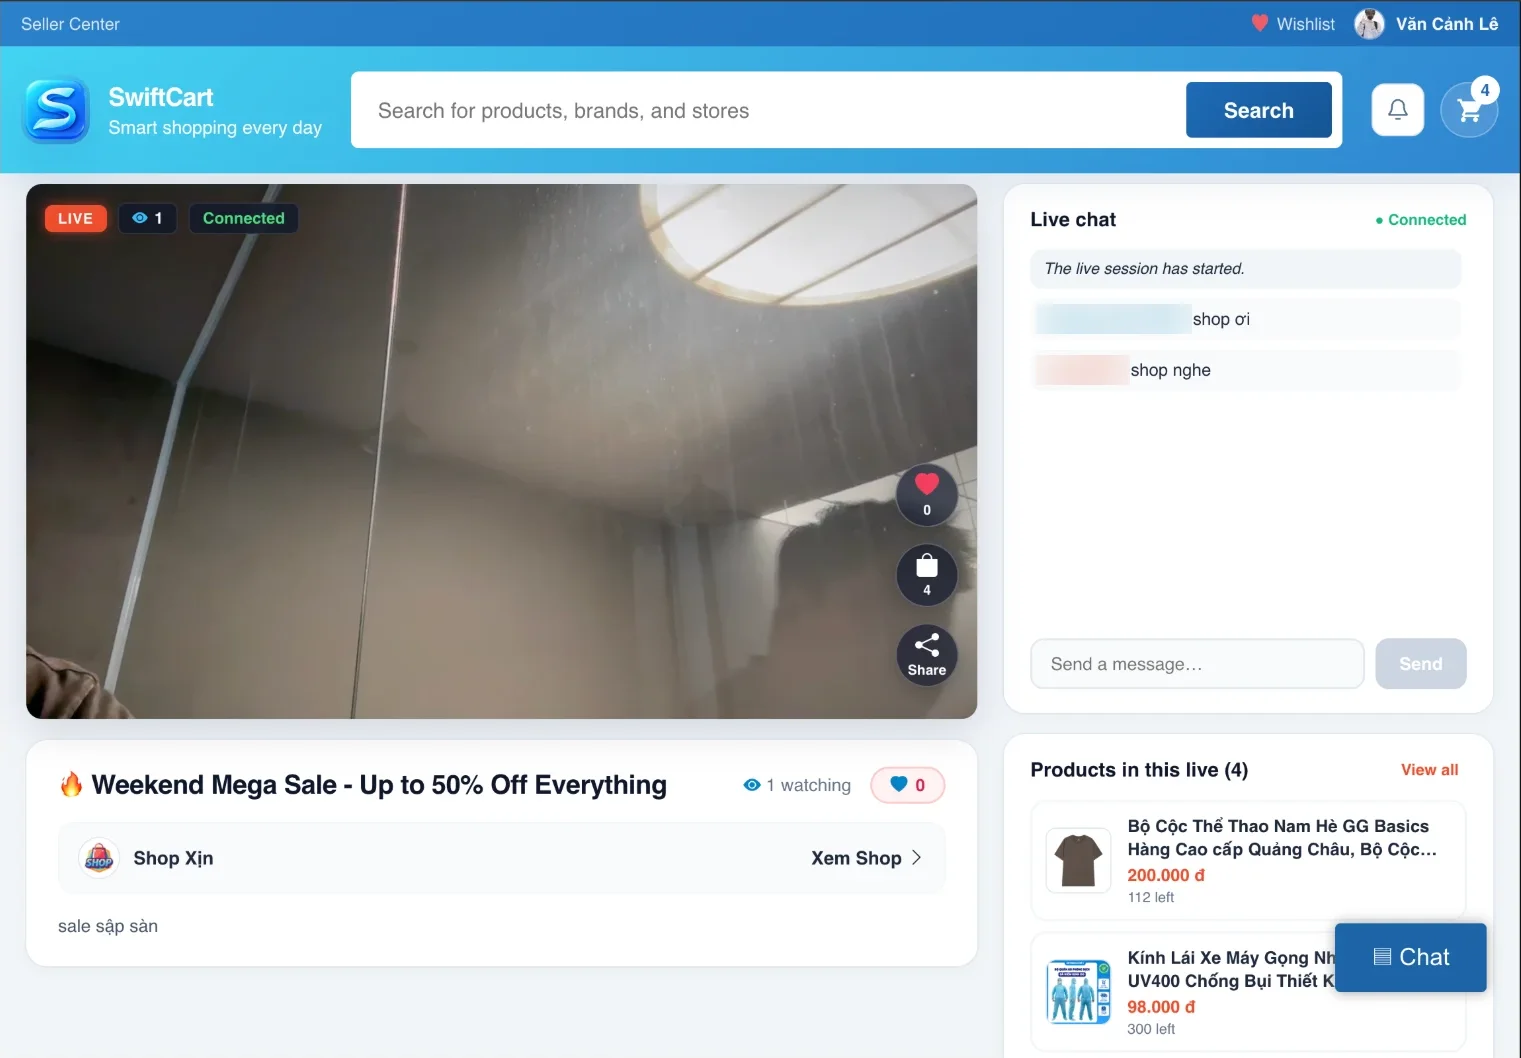 Seller Center
Wishlist
Văn Cảnh Lê
SwiftCart
Smart shopping every day
Search for products, brands, and stores
Search
4
LIVE
1
Connected
0
4
Share
Live chat
Connected
The live session has started.
shop ơi
shop nghe
Send a message...
Send
Weekend Mega Sale - Up to 50% Off Everything
1 watching
0
Shop Xịn
Xem Shop
sale sập sàn
Products in this live (4)
View all
Bộ Cộc Thể Thao Nam Hè GG Basics
Hàng Cao cấp Quảng Châu, Bộ Cộc...
200.000 đ
112 left
Kính Lái Xe Máy Gọng
UV400 Chống Bụi Thiết
98.000 đ
300 left
Chat
SHOP